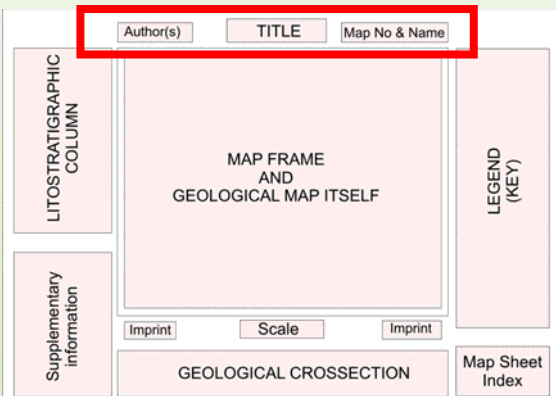 Author(s)
TITLE
Map No & Name
LITOSTRATIGRAPHIC
COLUMN
MAP FRAME
AND
GEOLOGICAL MAP ITSELF
LEGEND
(KEY)
Supplementary
information
Imprint
Scale
Imprint
GEOLOGICAL CROSSECTION
Map Sheet
Index